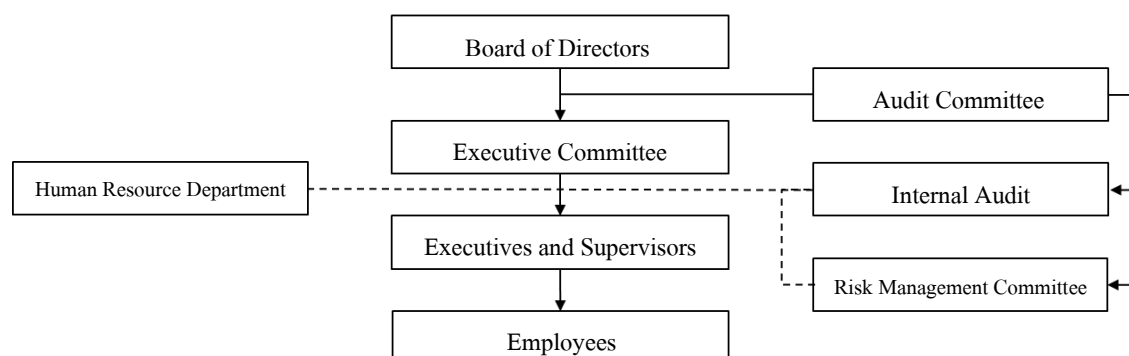 Board of Directors
Audit Committee
Executive Committee
Human Resource Department
Internal Audit
Executives and Supervisors
Risk Management Committee
Employees